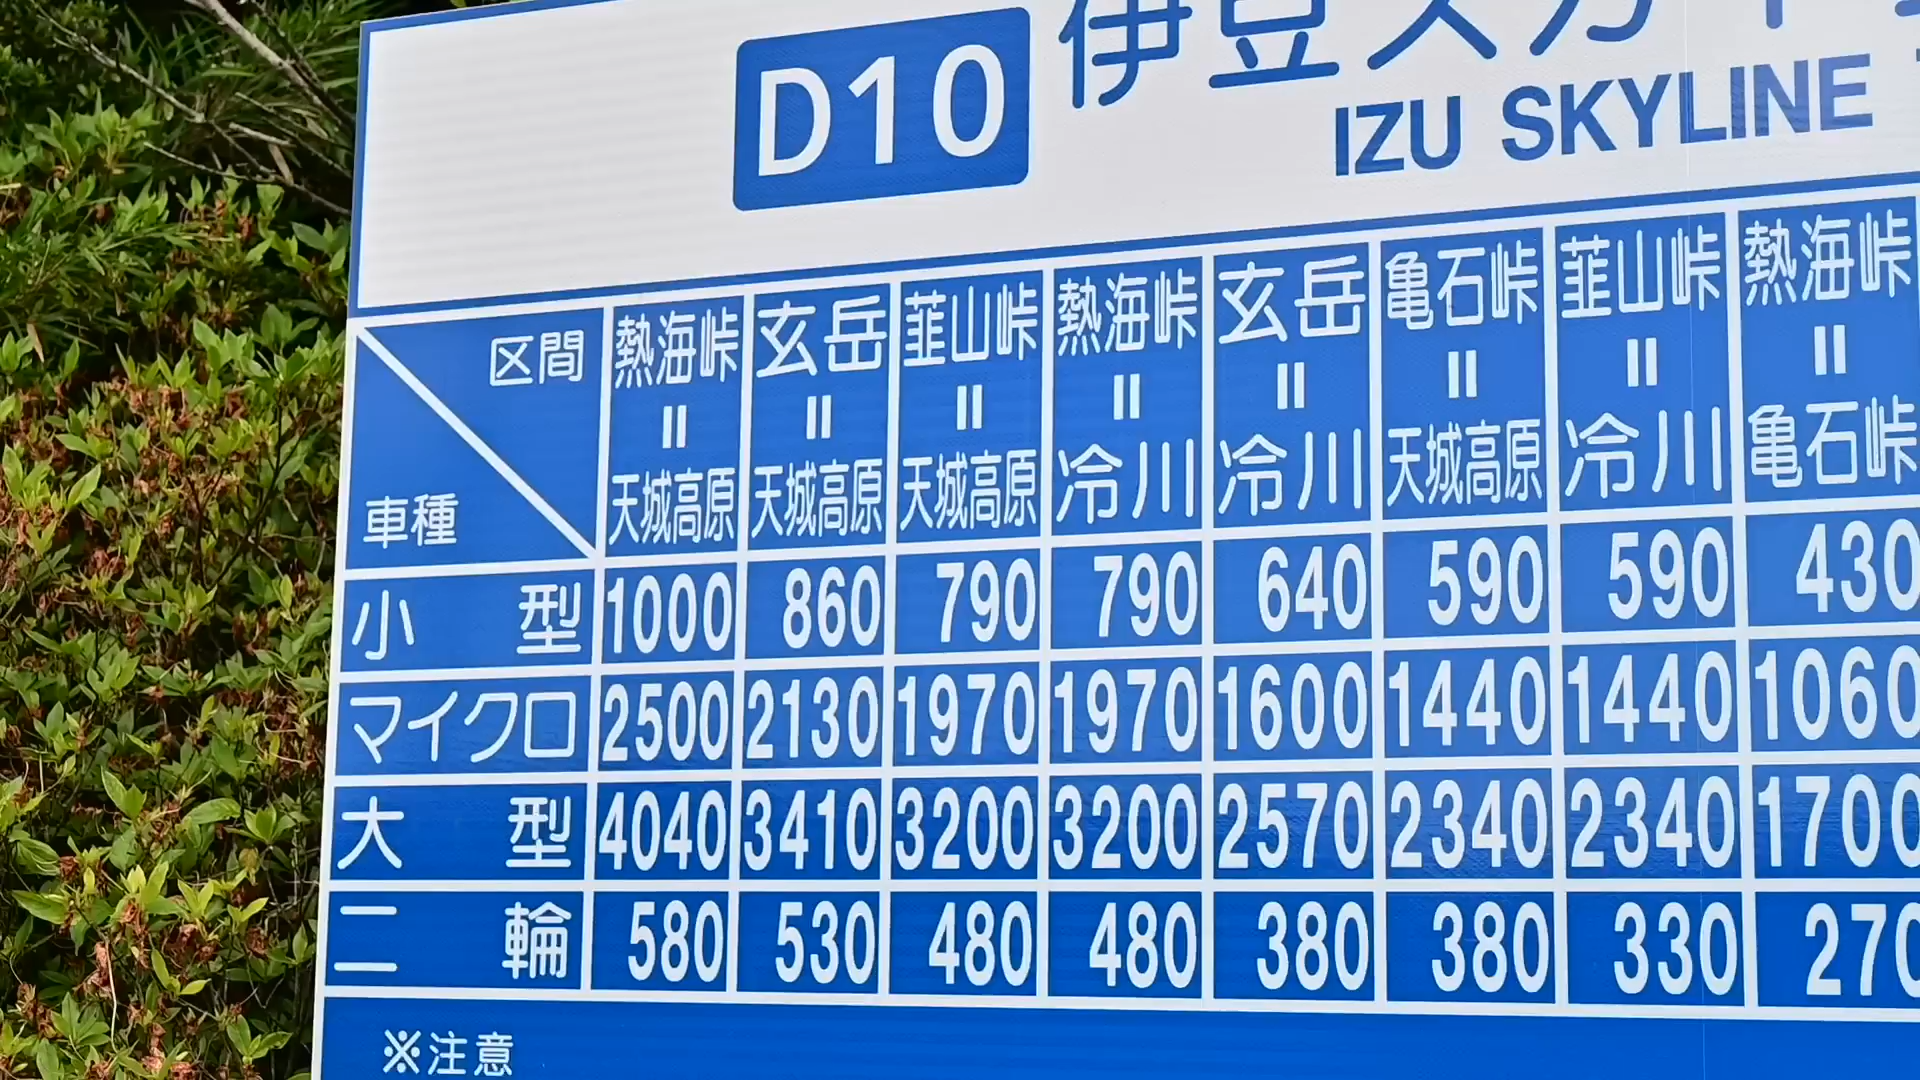 D10 伊豆スカイ
IZU SKYLINE
区間 熱海峠 玄岳 韮山峠 熱海峠 玄岳 亀石峠 韮山峠 熱海峠
〃 〃 〃 〃 〃 〃 〃 〃
車種 天城高原 天城高原 天城高原 冷川 冷川 天城高原 冷川 亀石峠
小型 1000 860 790 790 640 590 590 430
マイクロ 2500 2130 1970 1970 1600 1440 1440 1060
大型 4040 3410 3200 3200 2570 2340 2340 1700
二輪 580 530 480 480 380 380 330 270
※注意